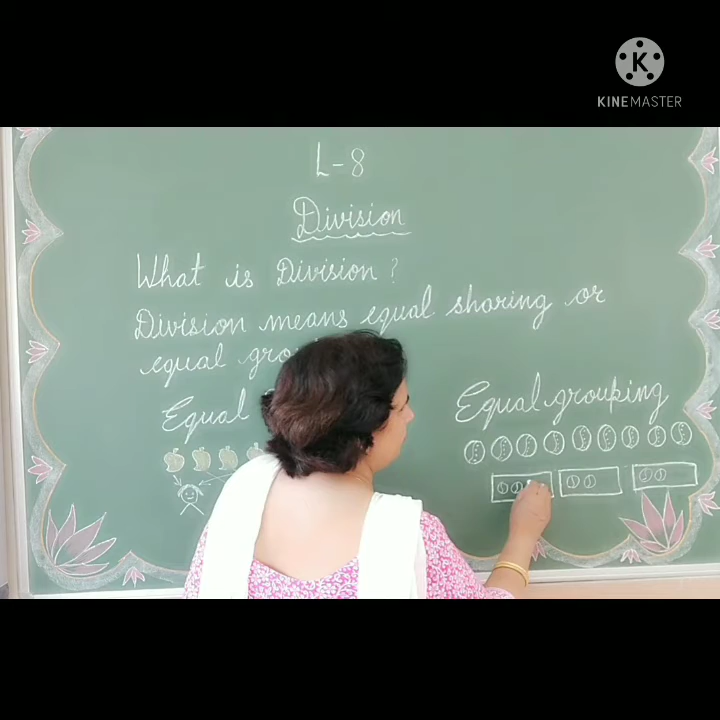 KINEMASTER
L-8
Division
What is Division?
Division means equal sharing or
equal
Equal
Equal grouping